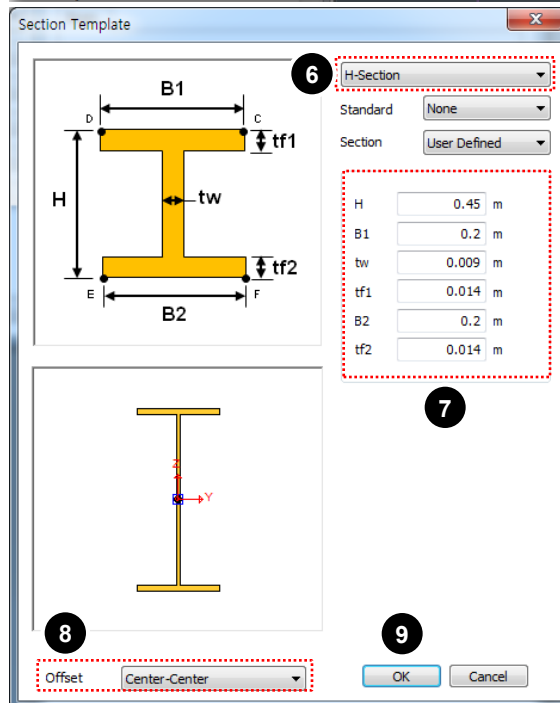 Section Template
x
6
H-Section
Standard None
Section User Defined
B1
D
C
tf1
H
tw
tf2
E
F
B2
H 0.45 m
B1 0.2 m
tw 0.009 m
tf1 0.014 m
B2 0.2 m
tf2 0.014 m
7
Z
Y
8
9
Offset Center-Center
OK
Cancel